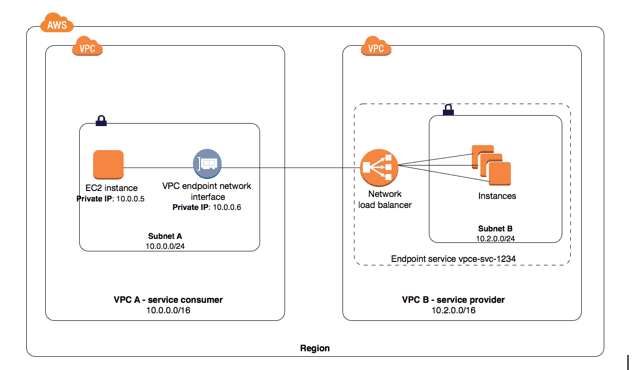 AWS
VPC
VPC
EC2 instance
Private IP: 10.0.0.5
VPC endpoint network
interface
Private IP: 10.0.0.6
Subnet A
10.0.0.0/24
VPC A - service consumer
10.0.0.0/16
Network
load balancer
Instances
Subnet B
10.2.0.0/24
Endpoint service vpce-svc-1234
VPC B - service provider
10.2.0.0/16
Region